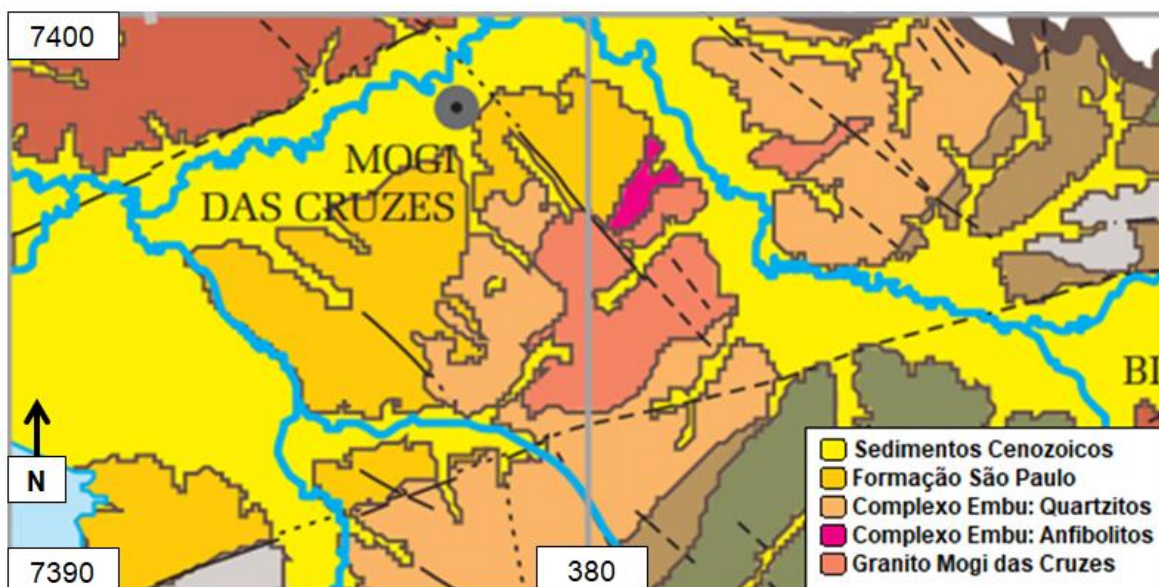 7400
MOGI
DAS CRUZES
BI
N
7390
380
Sedimentos Cenozoicos
Formação São Paulo
Complexo Embu: Quartzitos
Complexo Embu: Anfibolitos
Granito Mogi das Cruzes